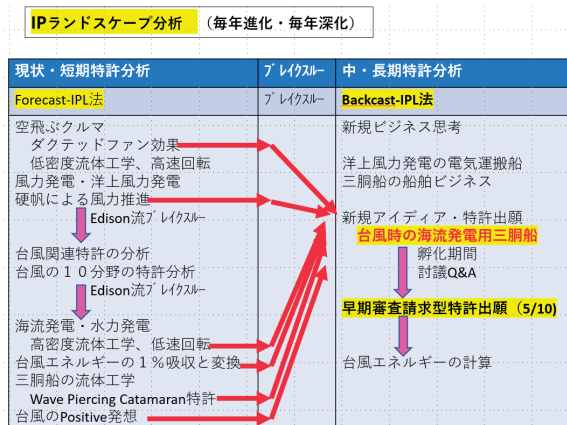 IPランドスケープ分析　（毎年進化・毎年深化）
現状・短期特許分析
ﾌﾞﾚｲｸｽﾙｰ
中・長期特許分析
Forecast-IPL法
ﾌﾞﾚｲｸｽﾙｰ
Backcast-IPL法
空飛ぶクルマ
ダクテッドファン効果
低密度流体工学、高速回転
風力発電・洋上風力発電
硬帆による風力推進
Edison流ﾌﾞﾚｲｸｽﾙｰ
台風関連特許の分析
台風の１０分野の特許分析
Edison流ﾌﾞﾚｲｸｽﾙｰ
海流発電・水力発電
高密度流体工学、低速回転
台風エネルギーの１％吸収と変換
三胴船の流体工学
Wave Piercing Catamaran特許
台風のPositive発想
新規ビジネス思考
洋上風力発電の電気運搬船
三胴船の船舶ビジネス
新規アイディア・特許出願
台風時の海流発電用三胴船
孵化期間
討議Q&A
早期審査請求型特許出願（5/10）
台風エネルギーの計算